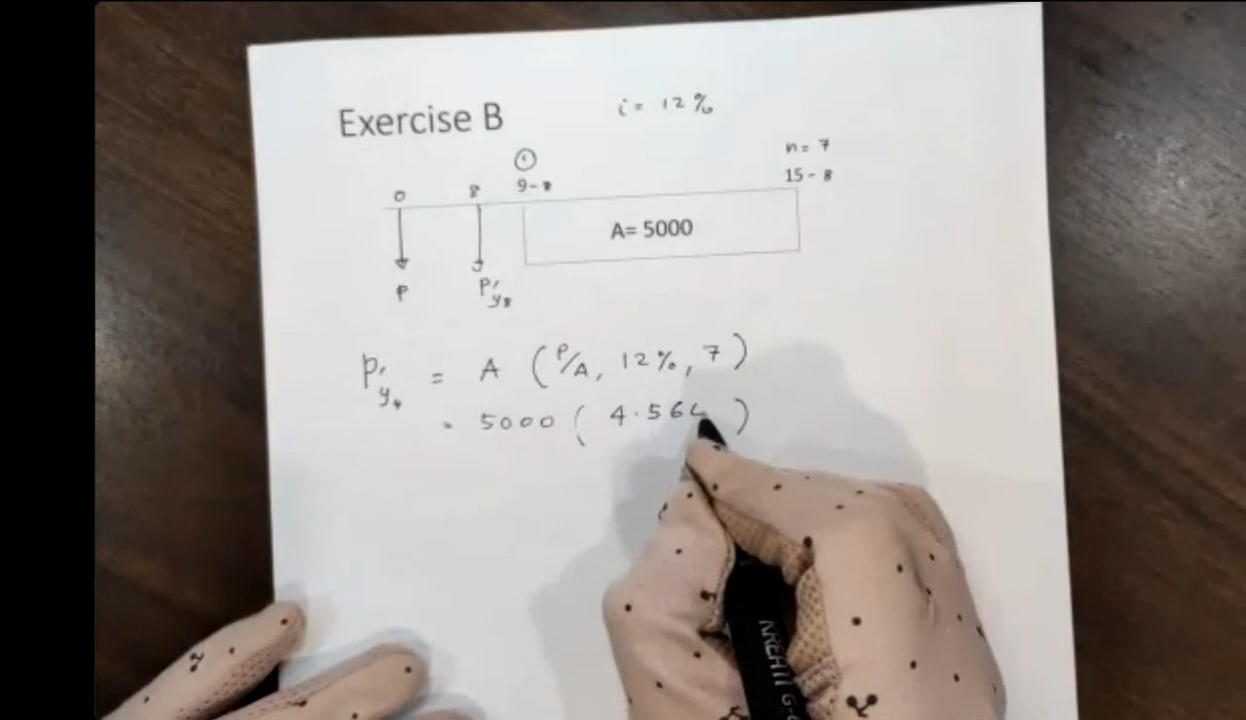 Exercise B
i = 12%
1
n = 7
0
8
9-8
15-8
A= 5000
P
P'y8
P'y8 = A (P/A, 12%, 7)
= 5000 ( 4.564 )